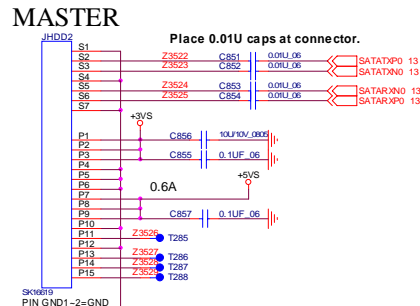 MASTER
JHDD2 Place 0.01U caps at connector.
S1
S2 Z3522 C851 0.01U_06 SATATXP0 13
S3 Z3523 C852 0.01U_06 SATATXN0 13
S4
S5 Z3524 C853 0.01U_06 SATARXN0 13
S6 Z3525 C854 0.01U_06 SATARXP0 13
S7
+3VS
P1 C856 10U/10V_0805
P2
P3 C855 0.1UF_06
P4
P5 +5VS
P6 0.6A
P7
P8
P9 C857 0.1UF_06
P10
P11 Z3526 T285
P12
P13 Z3527 T286
P14 Z3528 T287
P15 Z3529 T288
SK16619
PIN GND1~2=GND